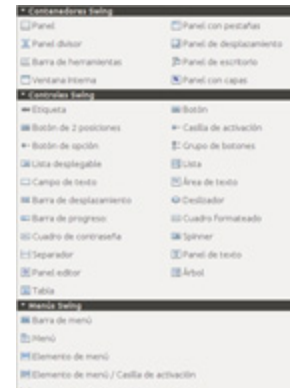 Contenedores Swing
Panel Panel con pestañas
Panel divisor Panel de desplazamiento
Barra de herramientas Panel de escritorio
Ventana Interna Panel con capas
Controles Swing
Etiqueta Botón
Botón de 2 posiciones Casilla de activación
Botón de opción Grupo de botones
Lista desplegable Lista
Campo de texto Área de texto
Barra de desplazamiento Deslizador
Barra de progreso Cuadro formateado
Cuadro de contraseña Spinner
Separador Panel de texto
Panel editor Árbol
Tabla
Menús Swing
Barra de menú
Menú
Elemento de menú
Elemento de menú / Casilla de activación